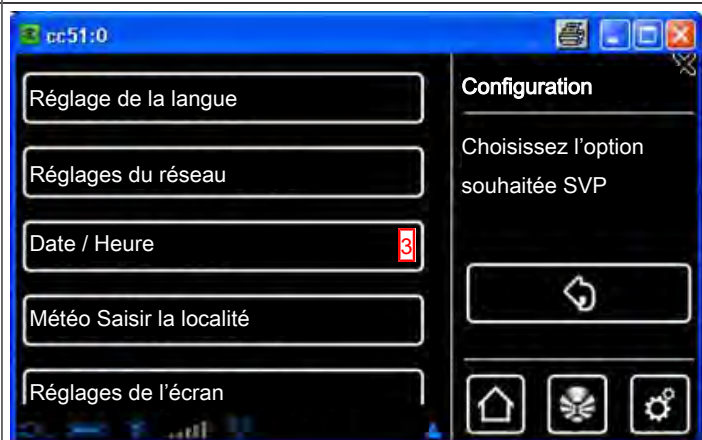 cc51:0
Réglage de la langue
Réglages du réseau
Date / Heure
3
Météo Saisir la localité
Réglages de l'écran
Configuration
Choisissez l'option
souhaitée SVP